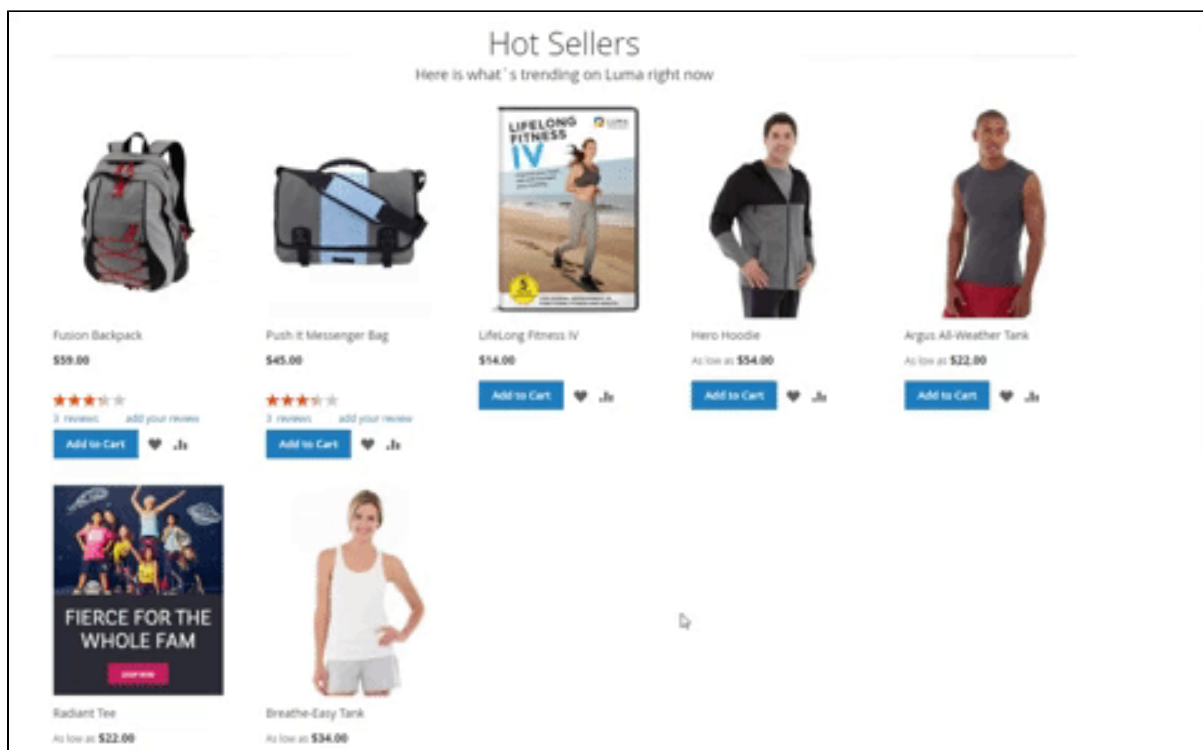 Hot Sellers
Here is what`s trending on Luma right now
LIFELONG
FITNESS
IV
LUMA
5
Fusion Backpack
$59.00
3 reviews add your review
Add to Cart
Push It Messenger Bag
$45.00
3 reviews add your review
Add to Cart
LifeLong Fitness IV
$14.00
Add to Cart
Hero Hoodie
As low as $54.00
Add to Cart
Argus All-Weather Tank
As low as $22.00
Add to Cart
FIERCE FOR THE
WHOLE FAM
SHOP NOW
Radiant Tee
As low as $22.00
Breathe-Easy Tank
As low as $34.00